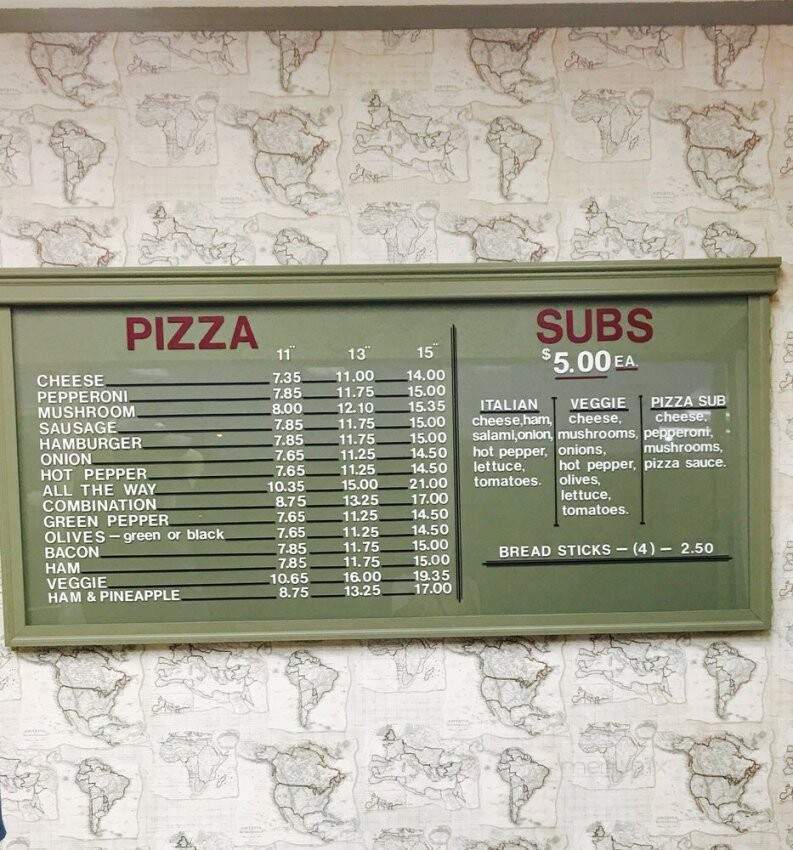 PIZZA
11" 13" 15"
CHEESE 7.35 11.00 14.00
PEPPERONI 7.85 11.75 15.00
MUSHROOM 8.00 12.10 15.35
SAUSAGE 7.85 11.75 15.00
HAMBURGER 7.85 11.75 15.00
ONION 7.65 11.25 14.50
HOT PEPPER 7.65 11.25 14.50
ALL THE WAY 10.35 15.00 21.00
COMBINATION 8.75 13.25 17.00
GREEN PEPPER 7.65 11.25 14.50
OLIVES – green or black 7.65 11.25 14.50
BACON 7.85 11.75 15.00
HAM 7.85 11.75 15.00
VEGGIE 10.65 16.00 19.35
HAM & PINEAPPLE 8.75 13.25 17.00
SUBS
$5.00 EA.
ITALIAN
cheese,ham,
salami,onion,
hot pepper,
lettuce,
tomatoes.
VEGGIE
cheese,
mushrooms,
onions,
hot pepper,
olives,
lettuce,
tomatoes.
PIZZA SUB
cheese,
pepperoni,
mushrooms,
pizza sauce.
BREAD STICKS – (4) – 2.50